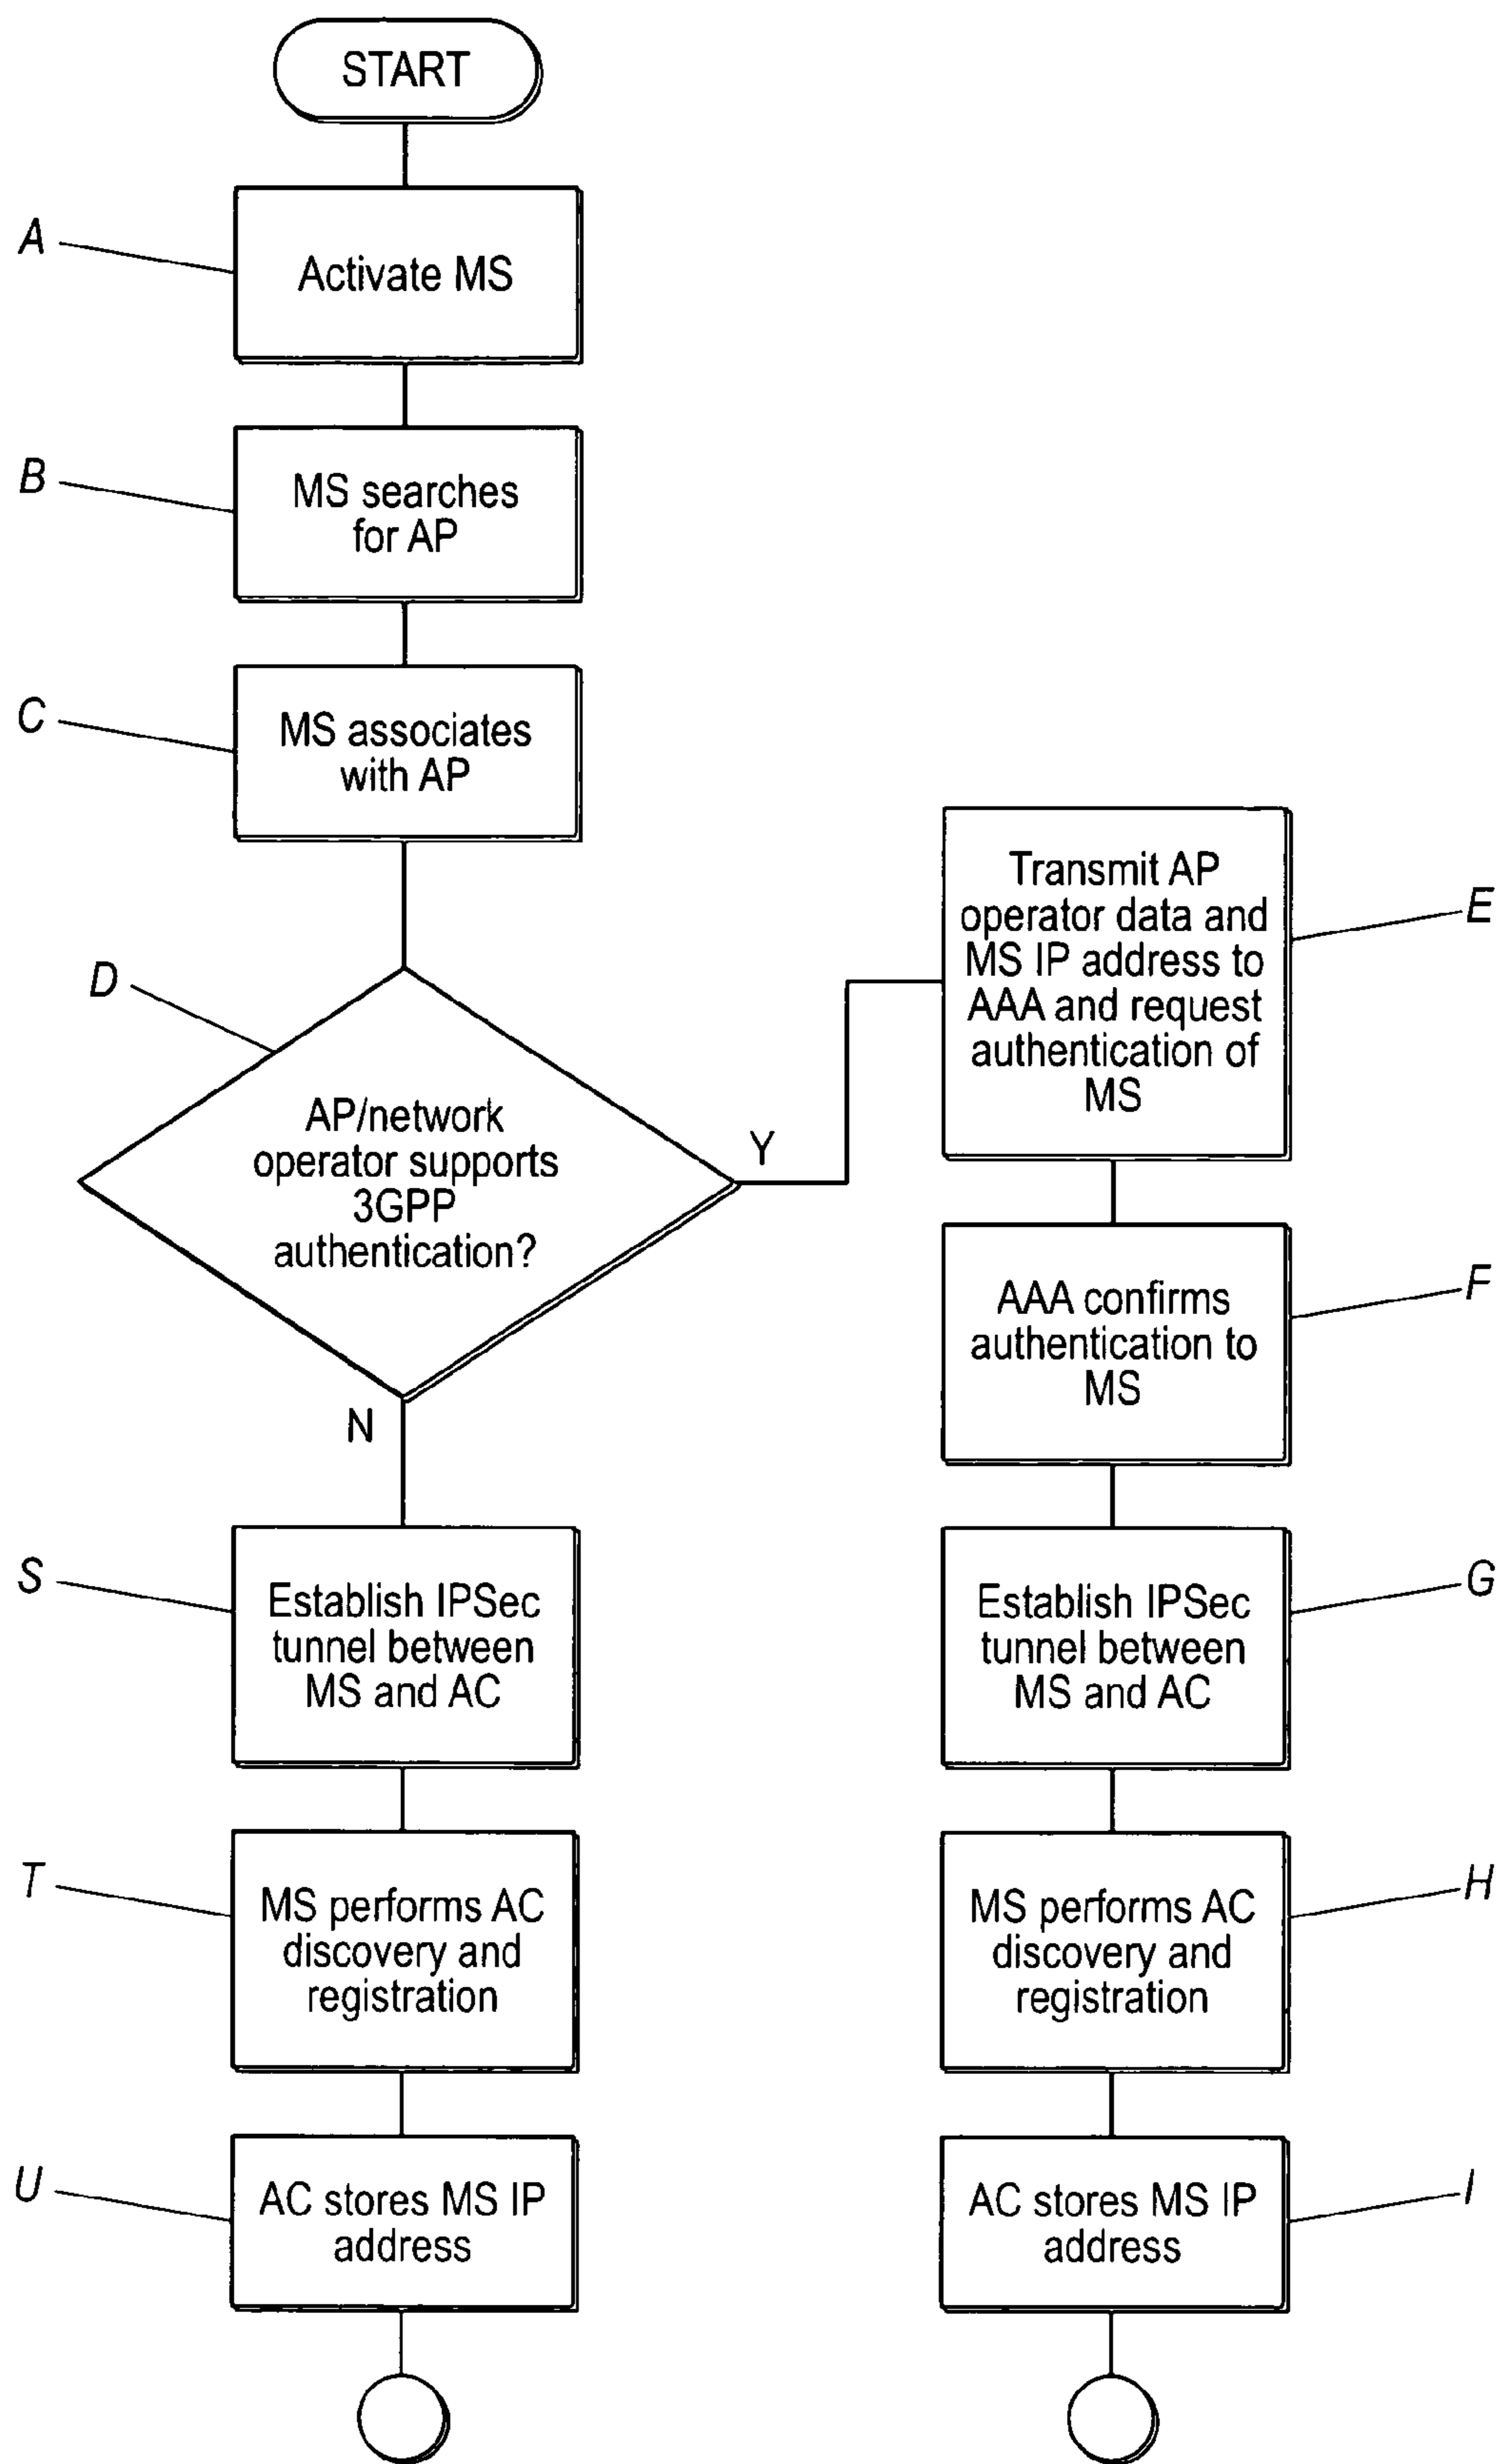 START
A
Activate MS
B
MS searches
for AP
C
MS associates
with AP
D
AP/network
operator supports
3GPP
authentication?
Y
N
E
Transmit AP
operator data and
MS IP address to
AAA and request
authentication of
MS
F
AAA confirms
authentication to
MS
S
Establish IPSec
tunnel between
MS and AC
G
Establish IPSec
tunnel between
MS and AC
T
MS performs AC
discovery and
registration
H
MS performs AC
discovery and
registration
U
AC stores MS IP
address
I
AC stores MS IP
address